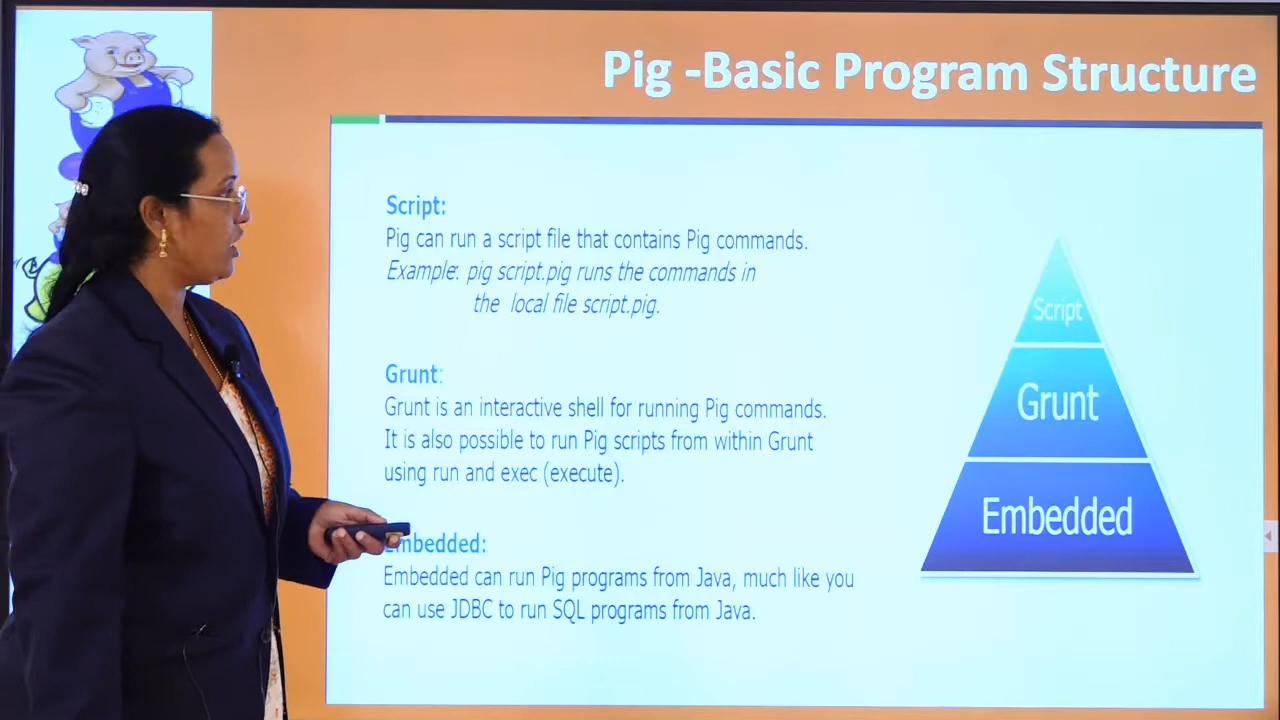 Pig -Basic Program Structure
Script:
Pig can run a script file that contains Pig commands.
Example: pig script.pig runs the commands in
the local file script.pig.
Grunt:
Grunt is an interactive shell for running Pig commands.
It is also possible to run Pig scripts from within Grunt
using run and exec (execute).
Embedded:
Embedded can run Pig programs from Java, much like you
can use JDBC to run SQL programs from Java.
Script
Grunt
Embedded